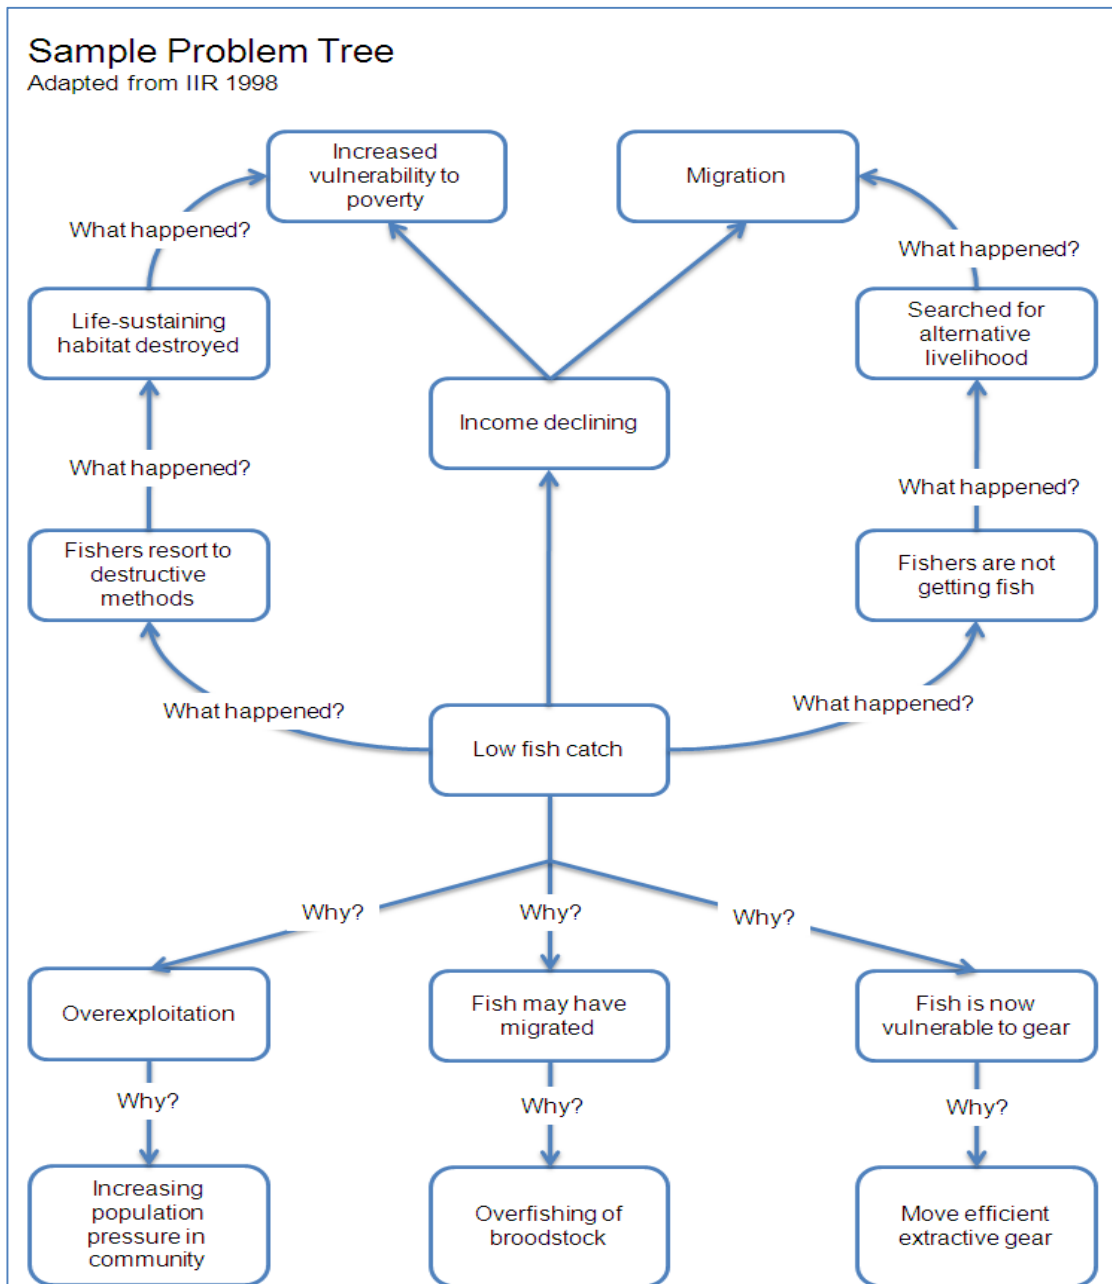 Sample Problem Tree
Adapted from IIR 1998
Increased
vulnerability to
poverty
Migration
What happened?
What happened?
Life-sustaining
habitat destroyed
Searched for
alternative
livelihood
Income declining
What happened?
What happened?
Fishers resort to
destructive
methods
Fishers are not
getting fish
What happened?
What happened?
Low fish catch
Why?
Why?
Why?
Overexploitation
Fish may have
migrated
Fish is now
vulnerable to gear
Why?
Why?
Why?
Increasing
population
pressure in
community
Overfishing of
broodstock
Move efficient
extractive gear